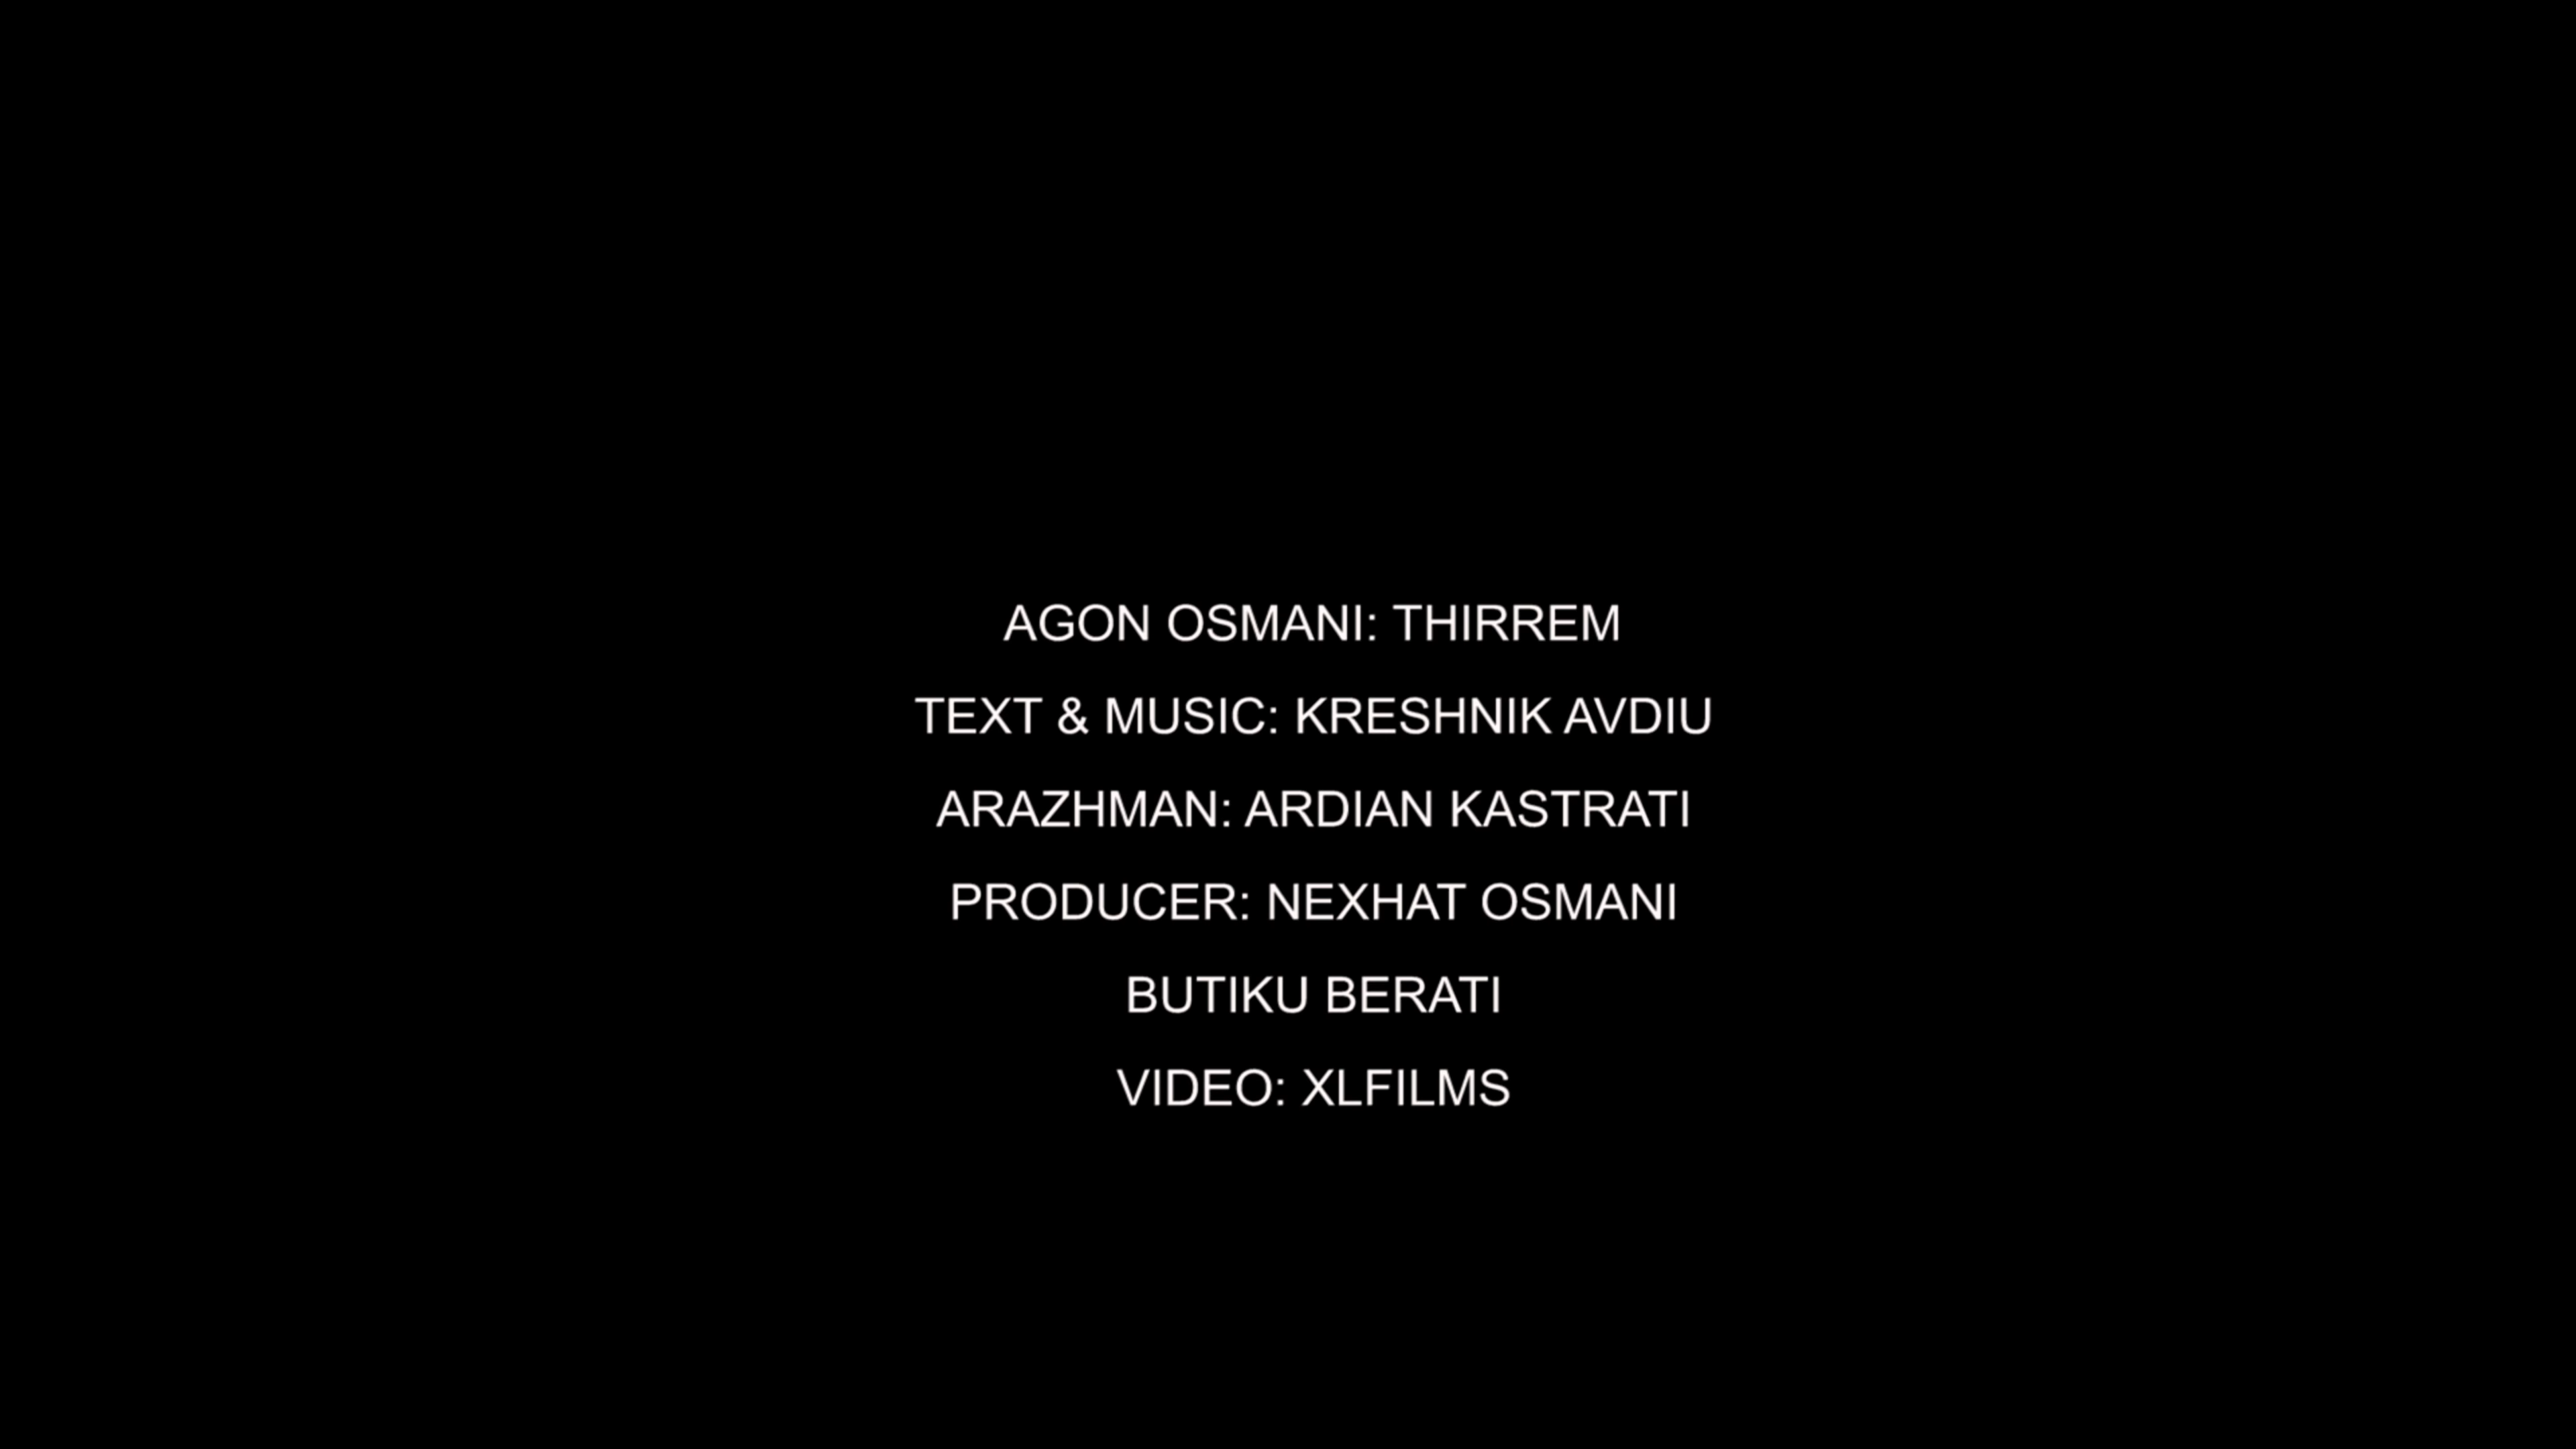 AGON OSMANI: THIRREM
TEXT & MUSIC: KRESHNIK AVDIU
ARAZHMAN: ARDIAN KASTRATI
PRODUCER: NEXHAT OSMANI
BUTIKU BERATI
VIDEO: XLFILMS